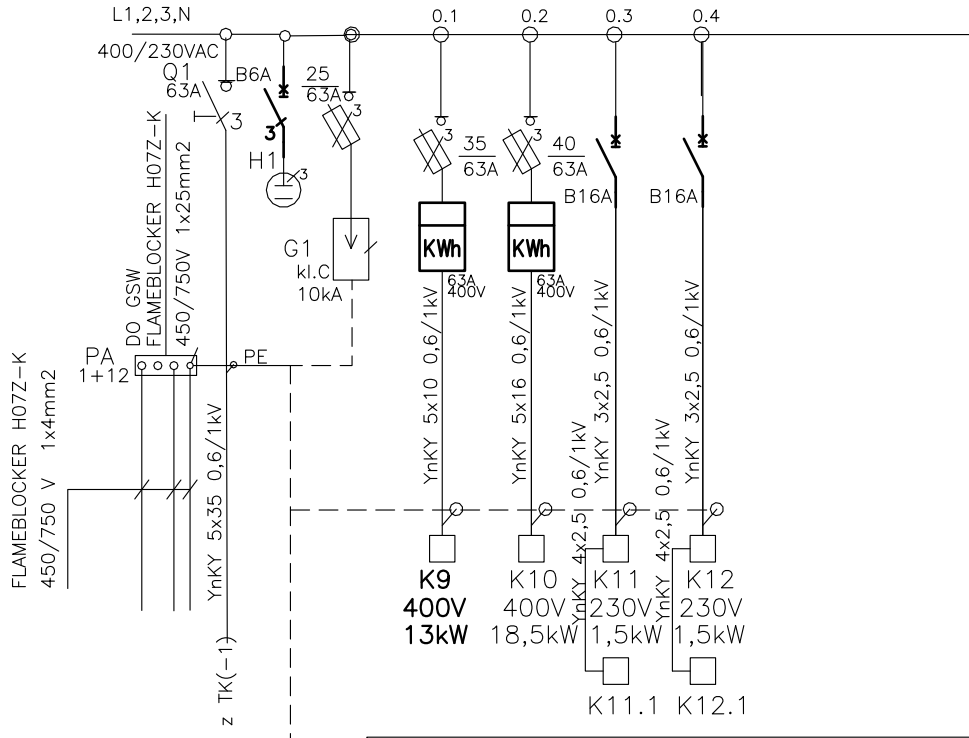 L1,2,3,N
0.1
0.2
0.3
0.4
400/230VAC
Q1
63A
3
B6A
3
H1
3
25
63A
3
G1
kl.C
10kA
3
35
63A
3
40
63A
KWh
63A
400V
KWh
63A
400V
B16A
B16A
DO GSW
FLAMEBLOCKER H07Z-K
450/750V 1x25mm2
PA
1÷12
PE
FLAMEBLOCKER H07Z-K
450/750 V 1x4mm2
YnKY 5x35 0,6/1kV
z TK(-1)
YnKY 5x10 0,6/1kV
YnKY 5x16 0,6/1kV
YnKY 3x2,5 0,6/1kV
YnKY 3x2,5 0,6/1kV
YnKY 4x2,5 0,6/1kV
YnKY 4x2,5 0,6/1kV
K9
400V
13kW
K10
400V
18,5kW
K11
230V
1,5kW
K12
230V
1,5kW
K11.1
K12.1